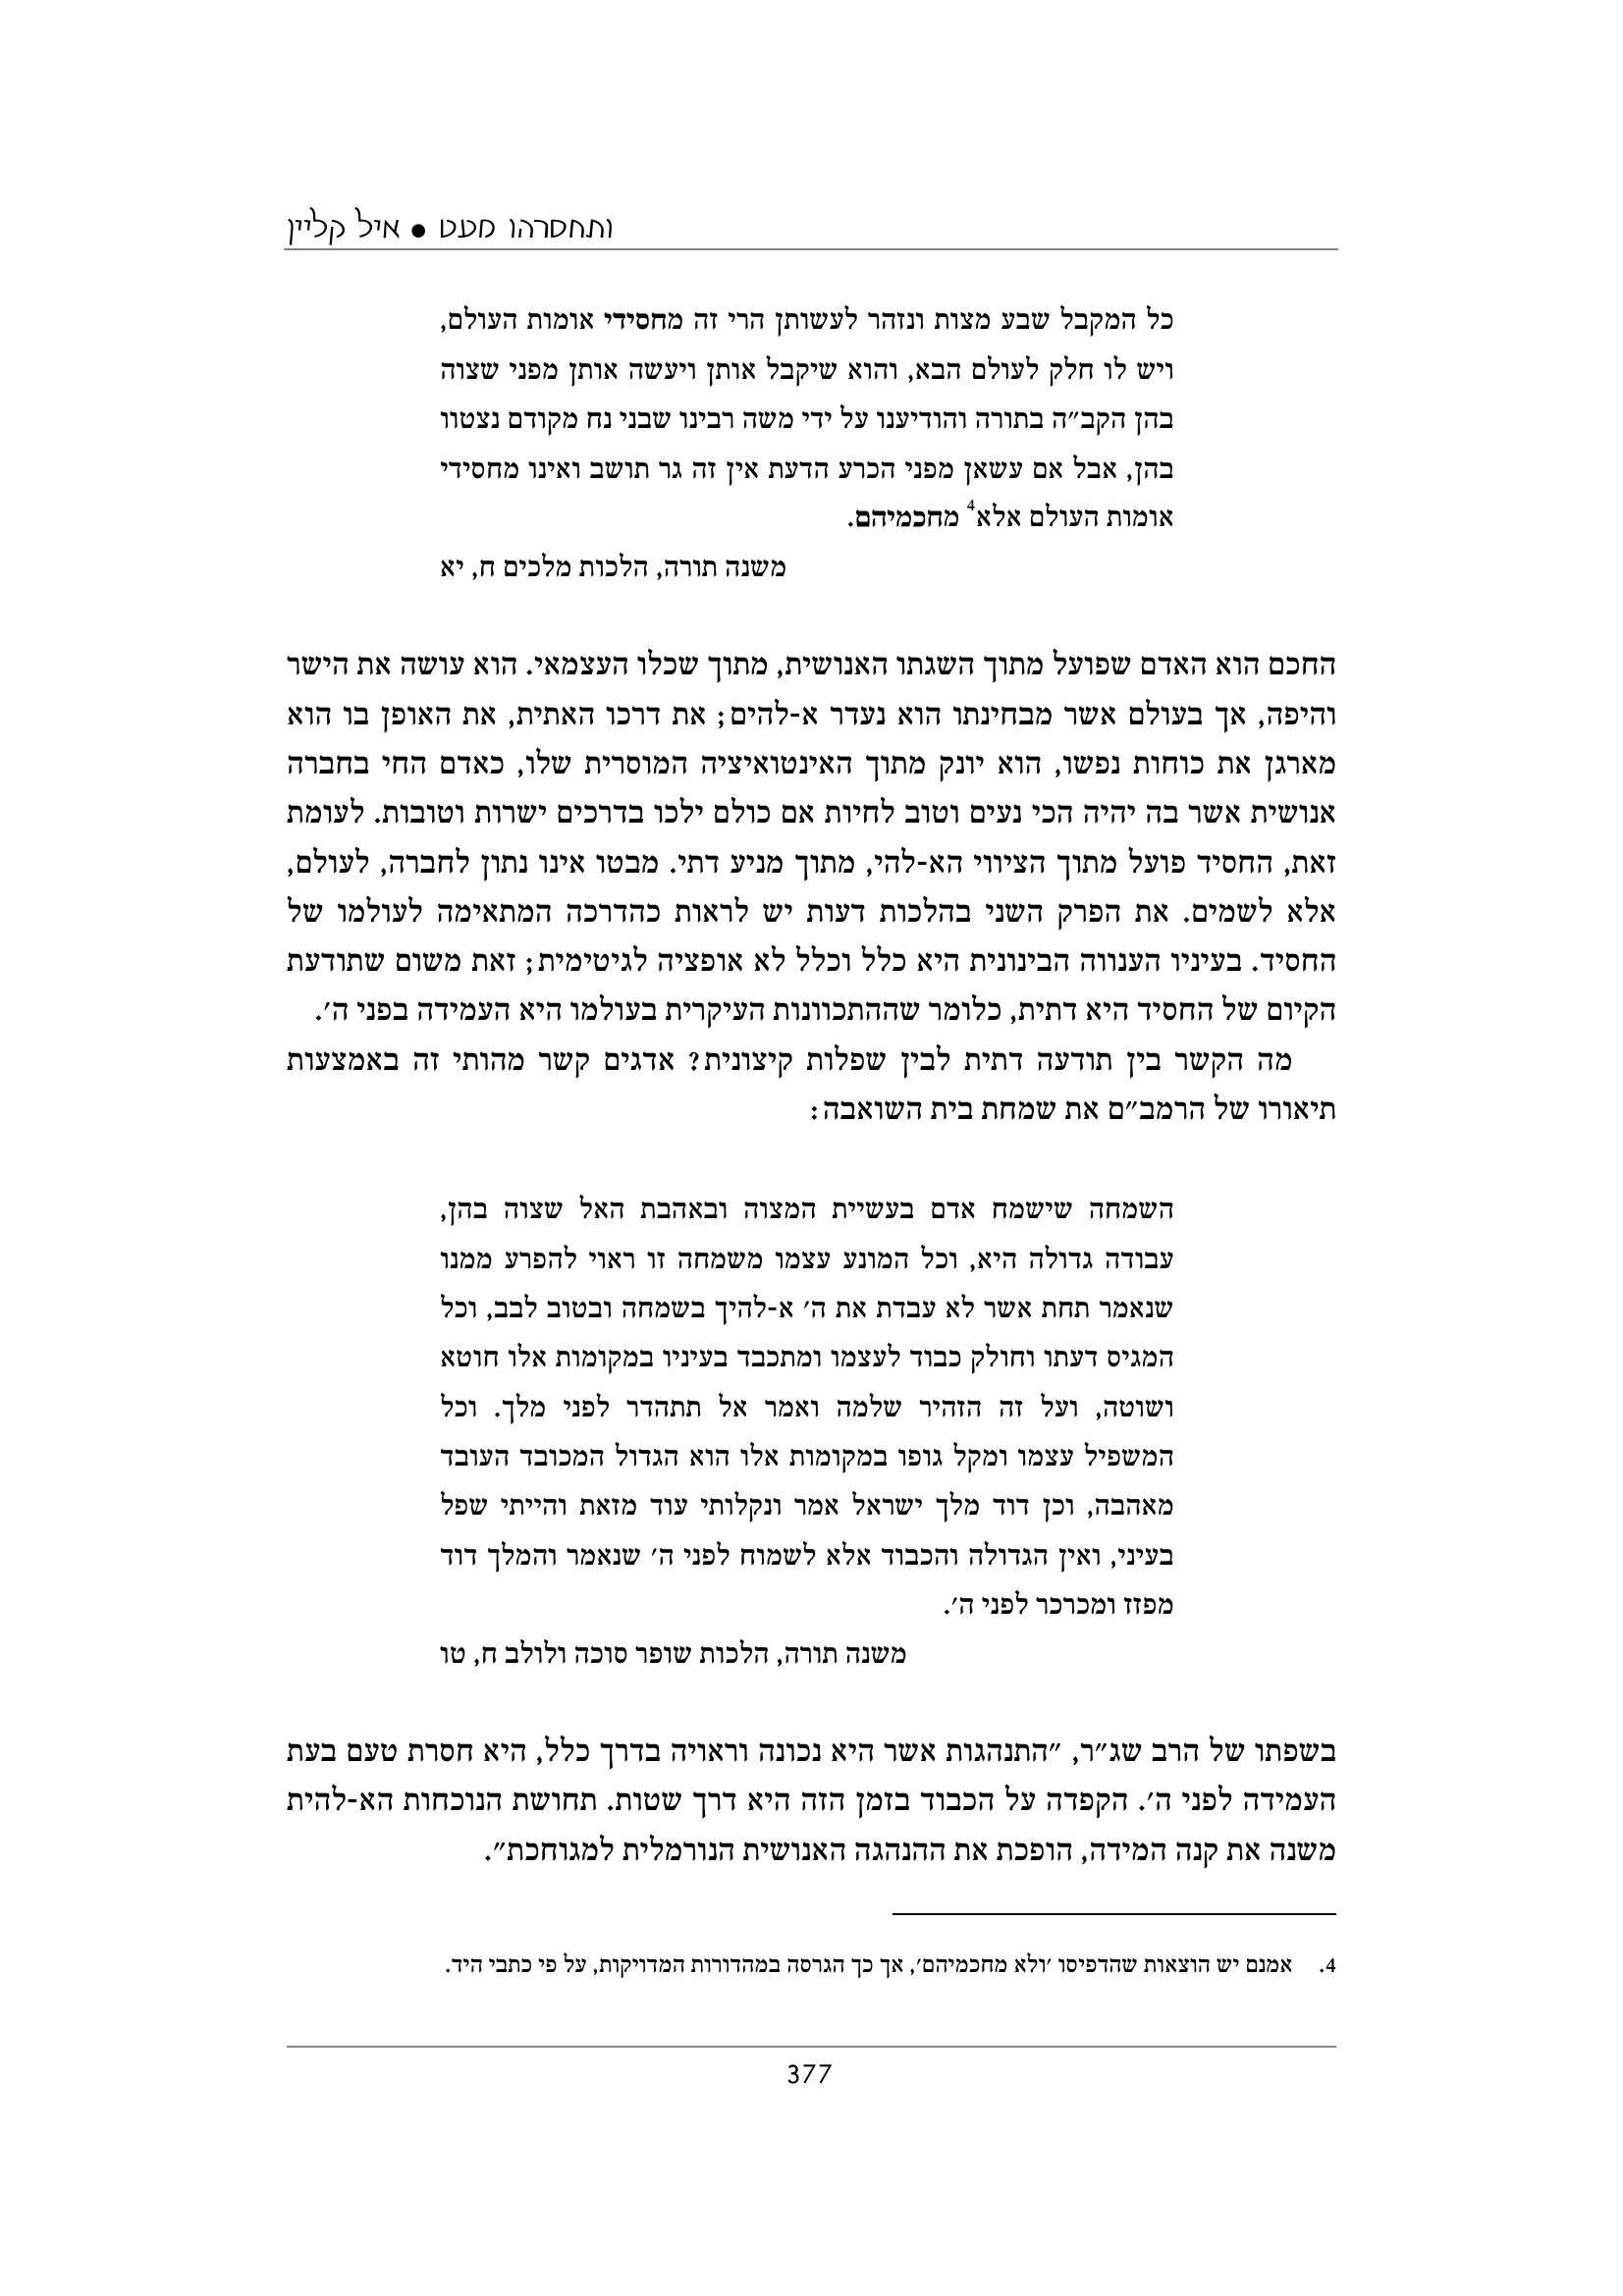 ותחסרהו מעט ● איל קליין
כל המקבל שבע מצות ונזהר לעשותן הרי זה מחסידי אומות העולם,
ויש לו חלק לעולם הבא, והוא שיקבל אותן ויעשה אותן מפני שצוה
בהן הקב״ה בתורה והודיענו על ידי משה רבינו שבני נח מקודם נצטוו
בהן, אבל אם עשאן מפני הכרע הדעת אין זה גר תושב ואינו מחסידי
אומות העולם אלא4 מחכמיהם.
משנה תורה, הלכות מלכים ח, יא
החכם הוא האדם שפועל מתוך השגתו האנושית, מתוך שכלו העצמאי. הוא עושה את הישר
והיפה, אך בעולם אשר מבחינתו הוא נעדר א-להים; את דרכו האתית, את האופן בו הוא
מארגן את כוחות נפשו, הוא יונק מתוך האינטואיציה המוסרית שלו, כאדם החי בחברה
אנושית אשר בה יהיה הכי נעים וטוב לחיות אם כולם ילכו בדרכים ישרות וטובות. לעומת
זאת, החסיד פועל מתוך הציווי הא-להי, מתוך מניע דתי. מבטו אינו נתון לחברה, לעולם,
אלא לשמים. את הפרק השני בהלכות דעות יש לראות כהדרכה המתאימה לעולמו של
החסיד. בעיניו הענווה הבינונית היא כלל וכלל לא אופציה לגיטימית; זאת משום שתודעת
הקיום של החסיד היא דתית, כלומר שההתכוונות העיקרית בעולמו היא העמידה בפני ה׳.
מה הקשר בין תודעה דתית לבין שפלות קיצונית? אדגים קשר מהותי זה באמצעות
תיאורו של הרמב״ם את שמחת בית השואבה:
השמחה שישמח אדם בעשיית המצוה ובאהבת האל שצוה בהן,
עבודה גדולה היא, וכל המונע עצמו משמחה זו ראוי להפרע ממנו
שנאמר תחת אשר לא עבדת את ה׳ א-להיך בשמחה ובטוב לבב, וכל
המגיס דעתו וחולק כבוד לעצמו ומתכבד בעיניו במקומות אלו חוטא
ושוטה, ועל זה הזהיר שלמה ואמר אל תתהדר לפני מלך. וכל
המשפיל עצמו ומקל גופו במקומות אלו הוא הגדול המכובד העובד
מאהבה, וכן דוד מלך ישראל אמר ונקלותי עוד מזאת והייתי שפל
בעיני, ואין הגדולה והכבוד אלא לשמוח לפני ה׳ שנאמר והמלך דוד
מפזז ומכרכר לפני ה׳.
משנה תורה, הלכות שופר סוכה ולולב ח, טו
בשפתו של הרב שג״ר, ״התנהגות אשר היא נכונה וראויה בדרך כלל, היא חסרת טעם בעת
העמידה לפני ה׳. הקפדה על הכבוד בזמן הזה היא דרך שטות. תחושת הנוכחות הא-להית
משנה את קנה המידה, הופכת את ההנהגה האנושית הנורמלית למגוחכת״.
4. אמנם יש הוצאות שהדפיסו ׳ולא מחכמיהם׳, אך כך הגרסה במהדורות המדויקות, על פי כתבי היד.
377